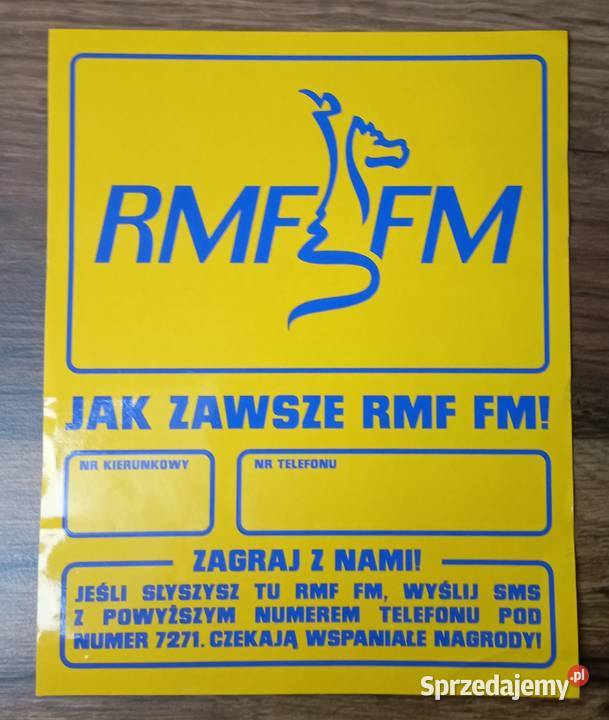 RMF FM
JAK ZAWSZE RMF FM!
NR KIERUNKOWY
NR TELEFONU
ZAGRAJ Z NAMI!
JEŚLI SŁYSZYSZ TU RMF FM, WYŚLIJ SMS
Z POWYŻSZYM NUMEREM TELEFONU POD
NUMER 7271. CZEKAJĄ WSPANIAŁE NAGRODY!
Sprzedajemy.pl